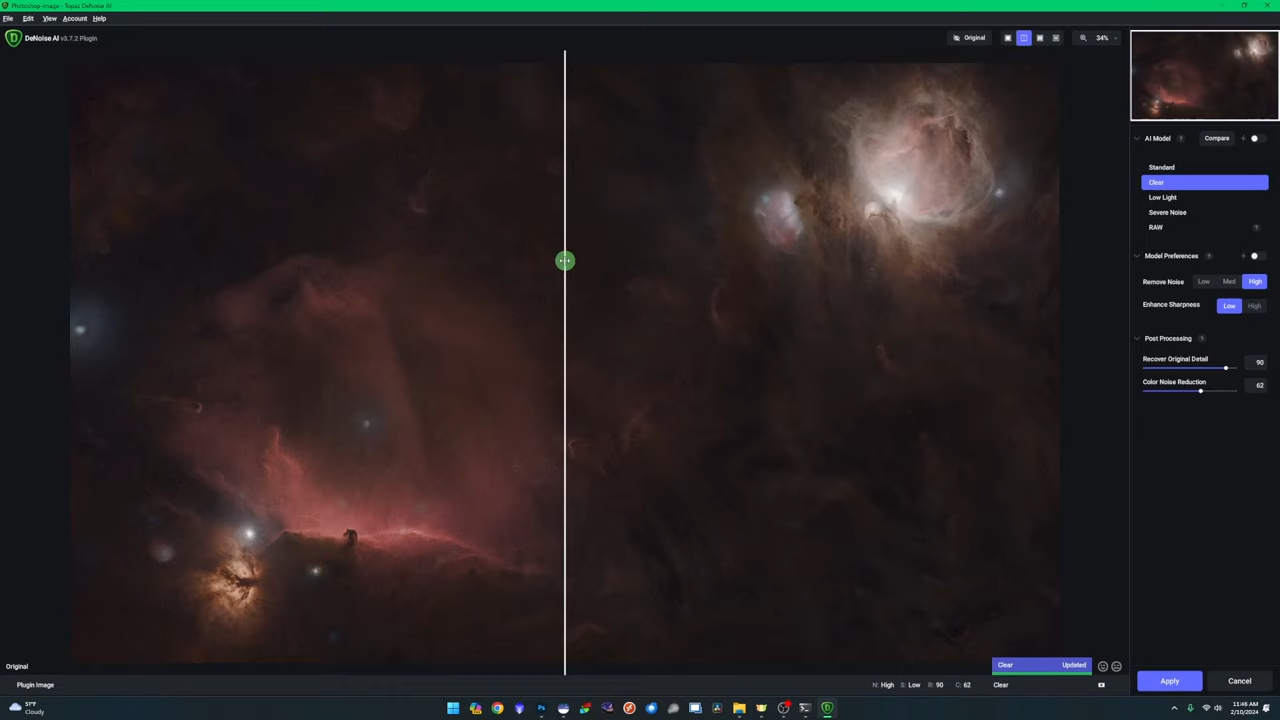 Photoshop-image - Topaz DeNoise AI
File Edit View Account Help
DeNoise AI v3.7.2 Plugin
Original
34%
AI Model ? Compare
Standard
Clear
Low Light
Severe Noise
RAW ?
Model Preferences ?
Remove Noise Low Med High
Enhance Sharpness Low High
Post Processing ?
Recover Original Detail 90
Color Noise Reduction 62
Original
Clear Updated
Plugin Image
N: High S: Low R: 90 C: 62 Clear
Apply Cancel
51°F
Cloudy
11:46 AM
2/10/2024